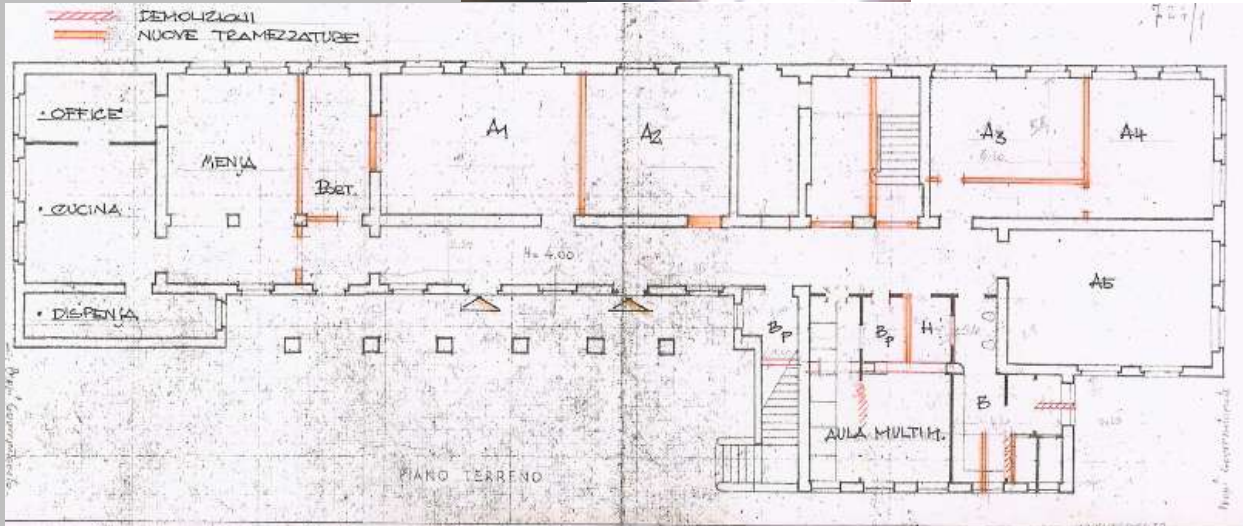 DEMOLIZIONI
NUOVE TRAMEZZATURE
• OFFICE
MENSA
• CUCINA
• DISPENSA
A1
A2
A3
A4
A5
H= 4.00
Bp
Bp
H
B
AULA MULTIM.
PIANO TERRENO